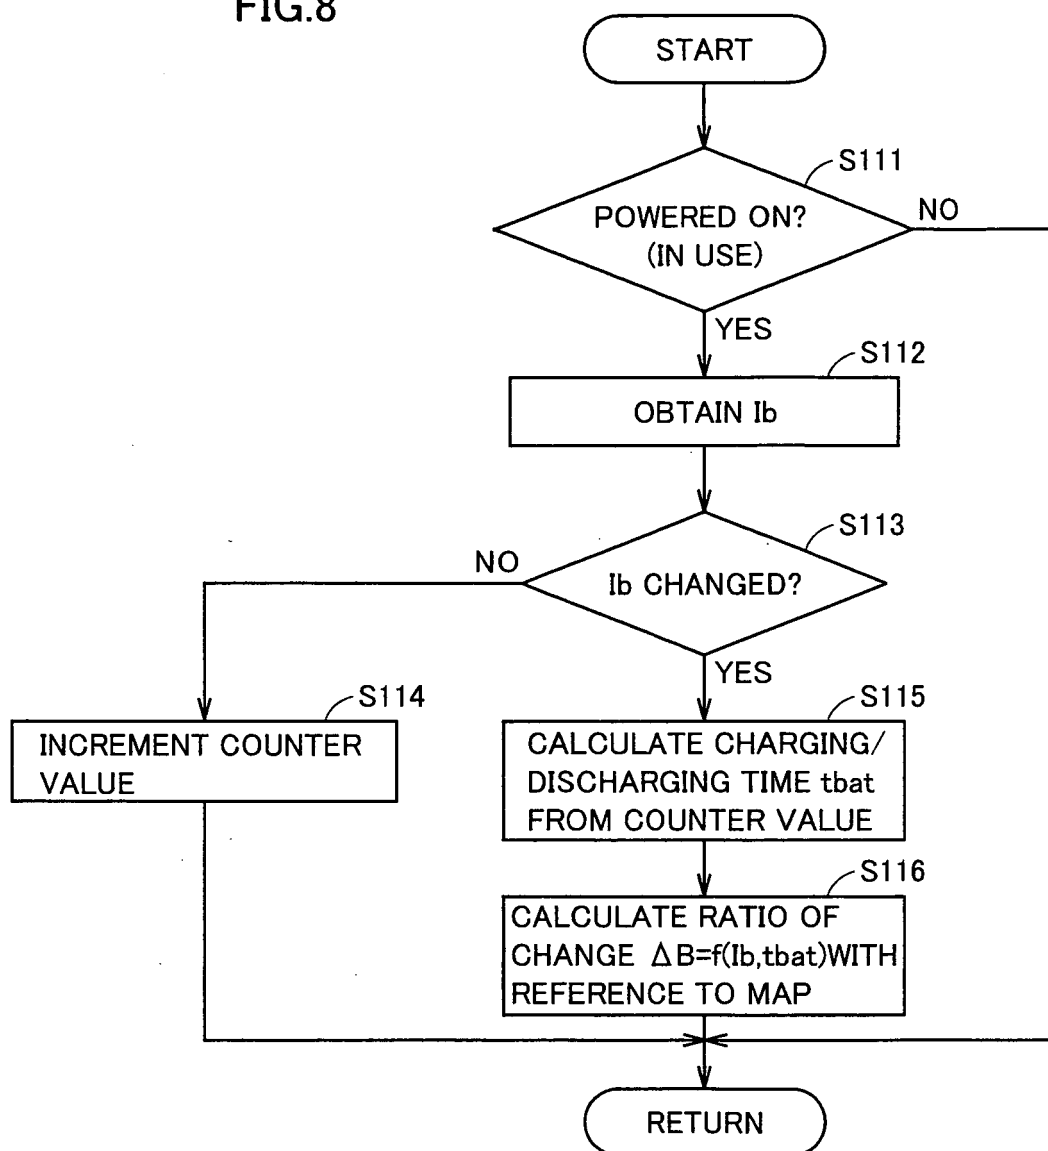 FIG.8
START
S111
POWERED ON?
(IN USE)
NO
YES
S112
OBTAIN Ib
S113
NO
Ib CHANGED?
YES
S114
INCREMENT COUNTER
VALUE
S115
CALCULATE CHARGING/
DISCHARGING TIME tbat
FROM COUNTER VALUE
S116
CALCULATE RATIO OF
CHANGE ΔB=f(Ib,tbat)WITH
REFERENCE TO MAP
RETURN